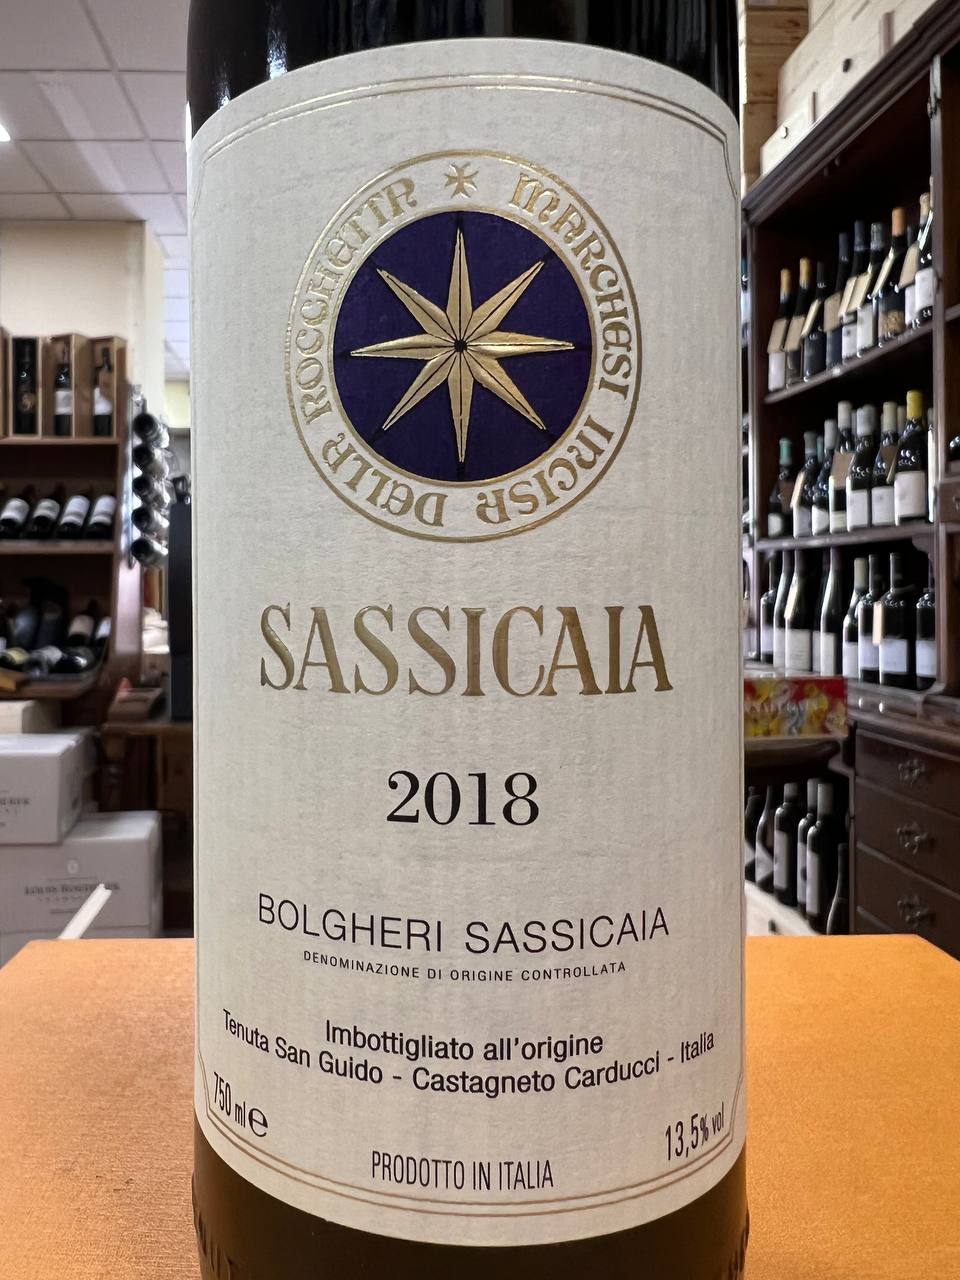 MARCHESI INCISA DELLA ROCCHETTA
SASSICAIA
2018
BOLGHERI SASSICAIA
DENOMINAZIONE DI ORIGINE CONTROLLATA
Imbottigliato all'origine
Tenuta San Guido - Castagneto Carducci - Italia
750 ml e
13,5% vol
PRODOTTO IN ITALIA